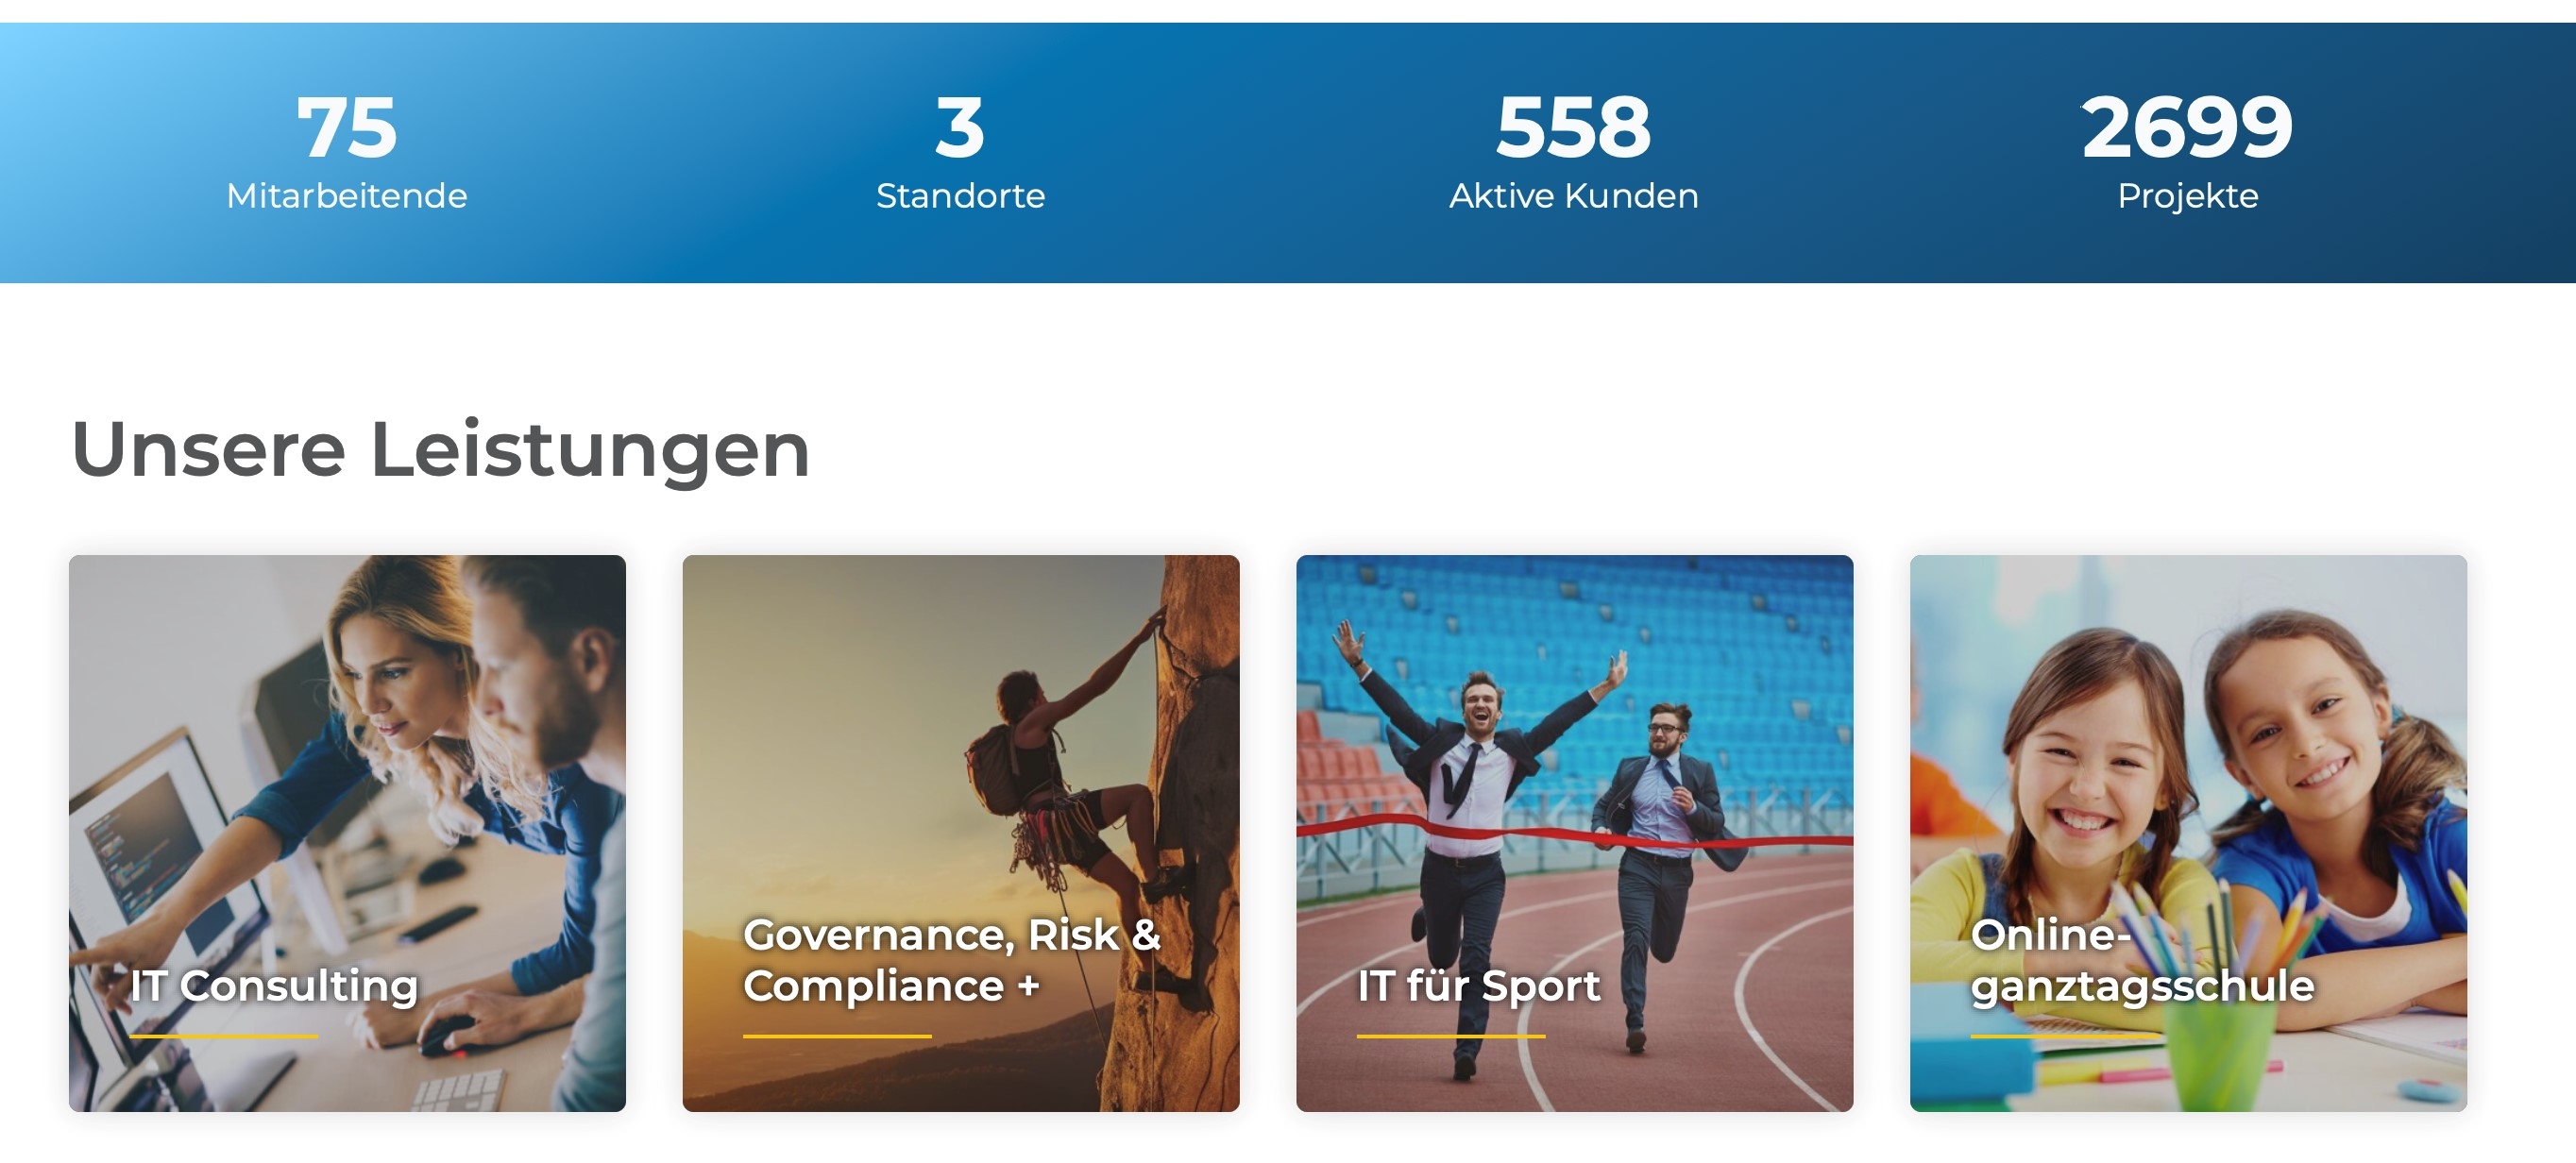 75
Mitarbeitende
3
Standorte
558
Aktive Kunden
2699
Projekte
Unsere Leistungen
IT Consulting
Governance, Risk &
Compliance +
IT für Sport
Online-
ganztagsschule